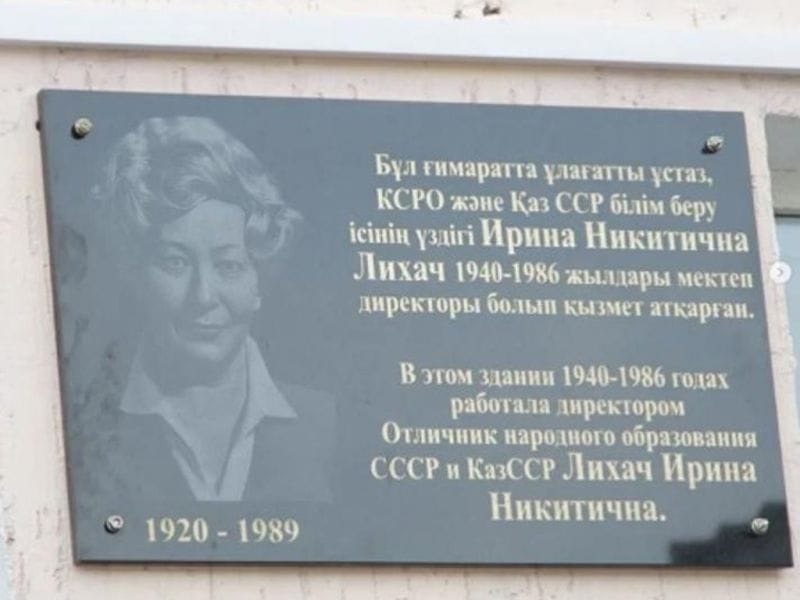 Бұл ғимаратта ұлағатты ұстаз,
КСРО және Қаз ССР білім беру
ісінің үздігі Ирина Никитична
Лихач 1940-1986 жылдары мектеп
директоры болып қызмет атқарған.
В этом здании 1940-1986 годах
работала директором
Отличник народного образования
СССР и КазССР Лихач Ирина
Никитична.
1920 - 1989